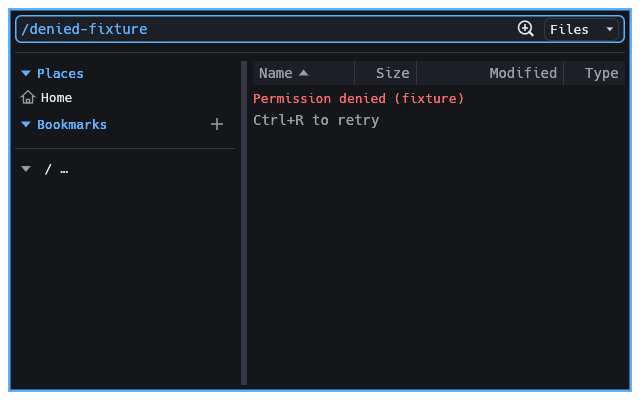 /denied-fixture
Files
Places
Home
Bookmarks
/ …
Name Size Modified Type
Permission denied (fixture)
Ctrl+R to retry